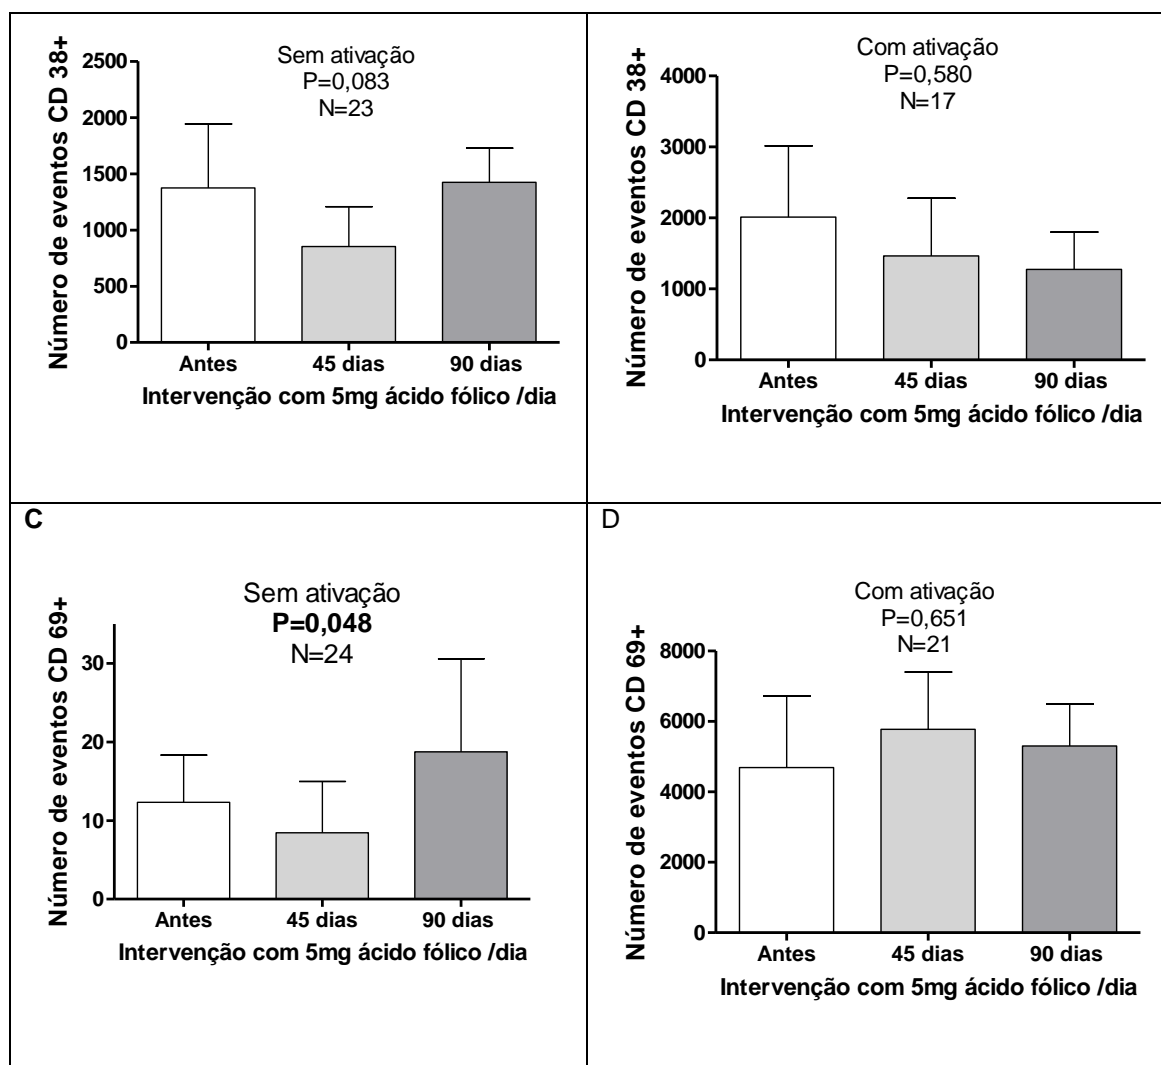 Número de eventos CD 38+
Sem ativação
P=0,083
N=23
2500
2000
1500
1000
500
0
Antes
45 dias
90 dias
Intervenção com 5mg ácido fólico /dia
Número de eventos CD 38+
Com ativação
P=0,580
N=17
4000
3000
2000
1000
0
Antes
45 dias
90 dias
Intervenção com 5mg ácido fólico /dia
C
Número de eventos CD 69+
Sem ativação
P=0,048
N=24
30
20
10
0
Antes
45 dias
90 dias
Intervenção com 5mg ácido fólico /dia
D
Número de eventos CD 69+
Com ativação
P=0,651
N=21
8000
6000
4000
2000
0
Antes
45 dias
90 dias
Intervenção com 5mg ácido fólico /dia